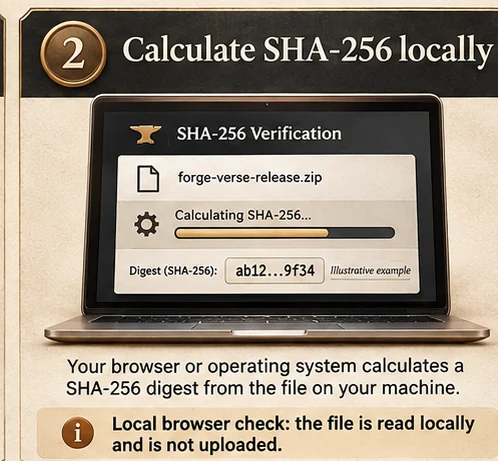 2
Calculate SHA-256 locally
SHA-256 Verification
forge-verse-release.zip
Calculating SHA-256...
Digest (SHA-256):
ab12...9f34
Illustrative example
Your browser or operating system calculates a
SHA-256 digest from the file on your machine.
i
Local browser check: the file is read locally
and is not uploaded.